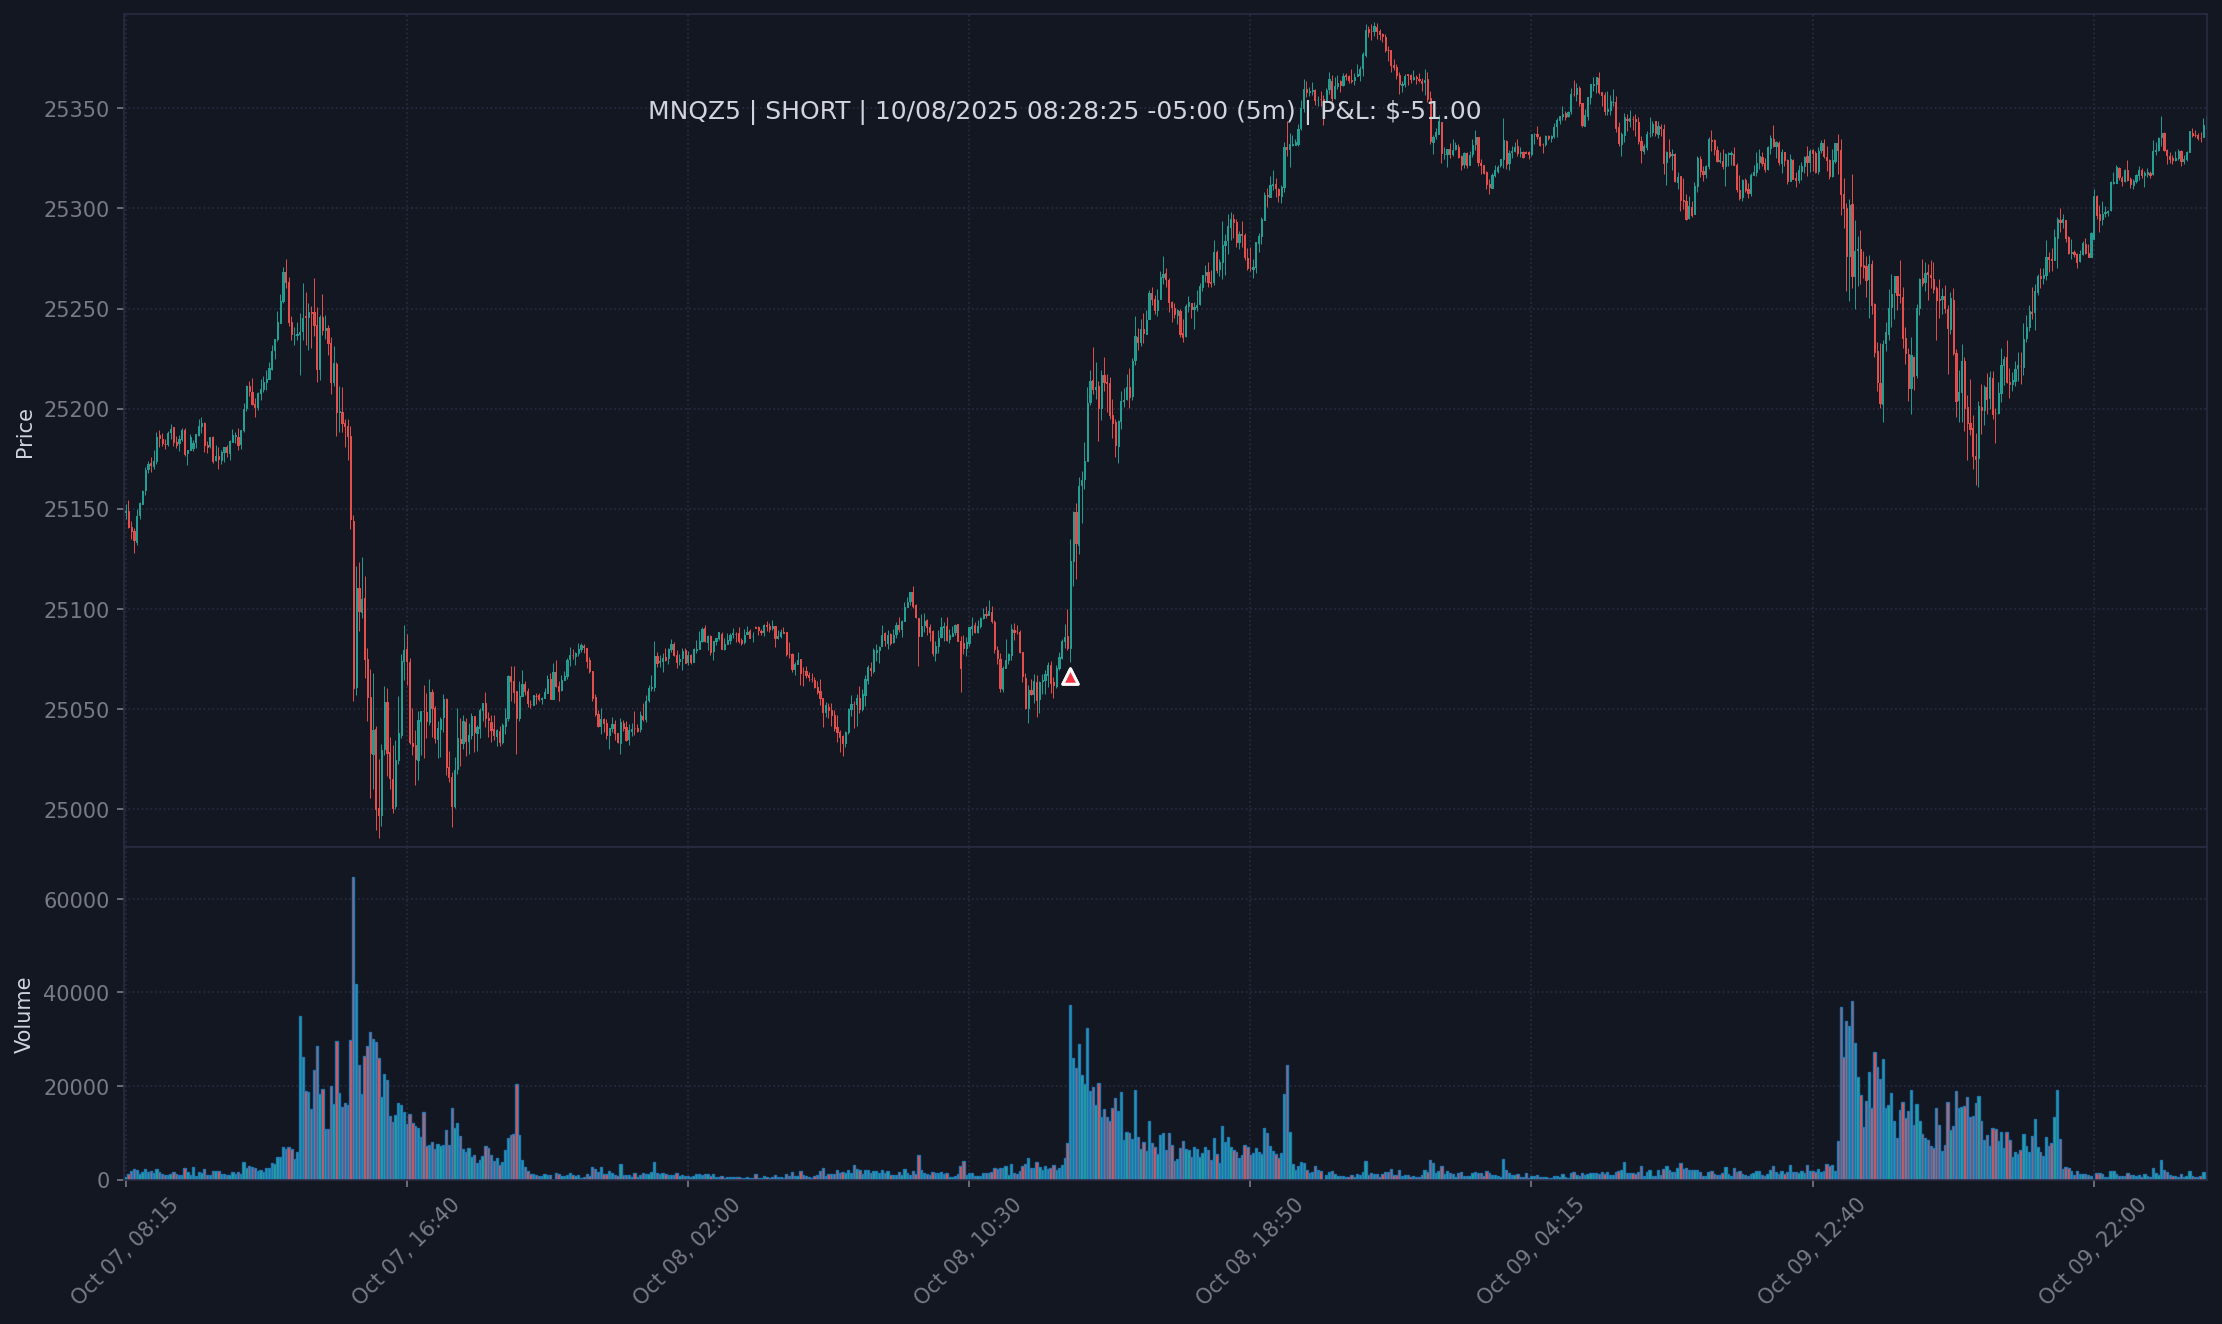 MNQZ5 | SHORT | 10/08/2025 08:28:25 -05:00 (5m) | P&L: $-51.00
Price
25350
25300
25250
25200
25150
25100
25050
25000
Volume
60000
40000
20000
0
Oct 07, 08:15
Oct 07, 16:40
Oct 08, 02:00
Oct 08, 10:30
Oct 08, 18:50
Oct 09, 04:15
Oct 09, 12:40
Oct 09, 22:00